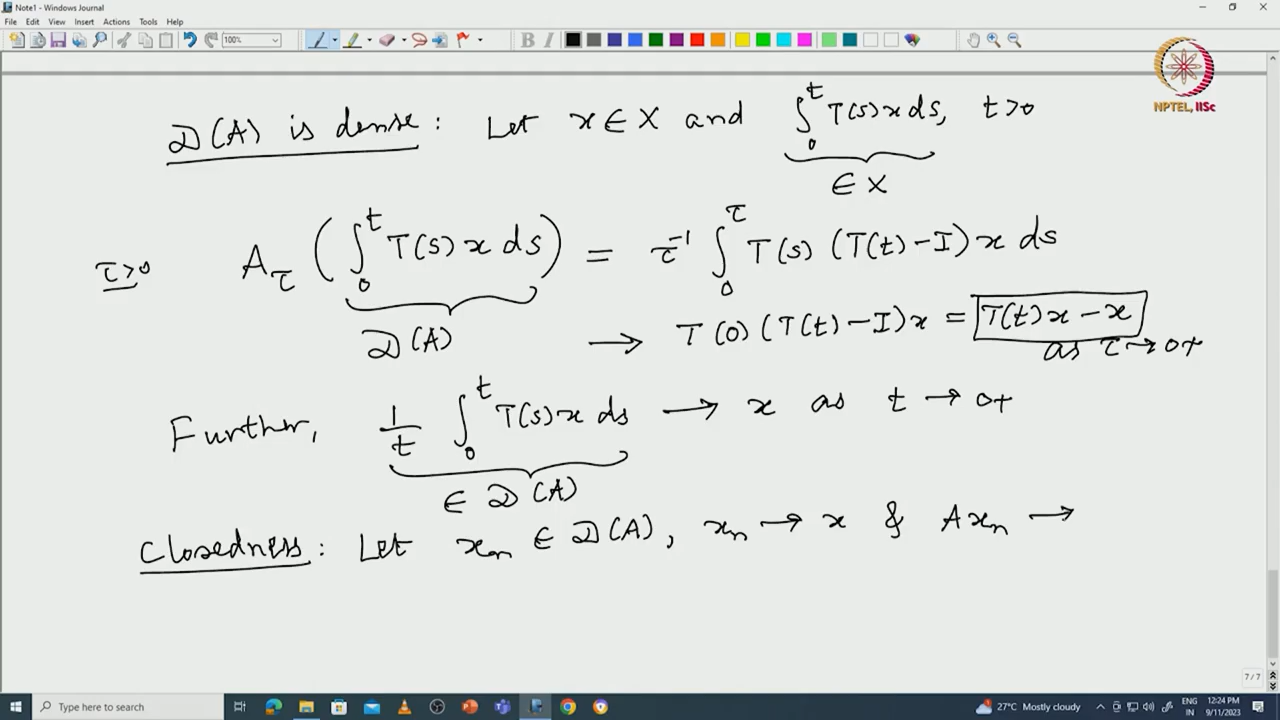 Note1 - Windows Journal
File Edit View Insert Actions Tools Help
100%
B I
NPTEL, IISc
D(A) is dense : Let x ∈ X and ∫₀ᵗ T(s)x ds, t>0
∈ X
τ>0 A_τ (∫₀ᵗ T(s) x ds) = τ⁻¹ ∫₀^τ T(s) (T(t) – I) x ds
D(A) → T(0) (T(t) – I)x = T(t)x – x
as τ → 0+
Further, 1/t ∫₀ᵗ T(s)x ds → x as t → 0+
∈ D(A)
Closedness : Let xₙ ∈ D(A), xₙ → x & Axₙ →
7 / 7
Type here to search
27°C Mostly cloudy
ENG
IN
12:24 PM
9/11/2023